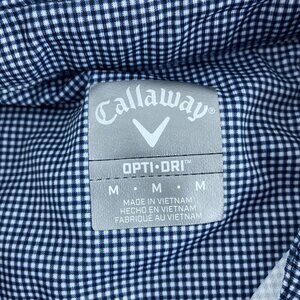 Callaway
OPTI•DRI™
M • M • M
MADE IN VIETNAM
HECHO EN VIETNAM
FABRIQUÉ AU VIETNAM